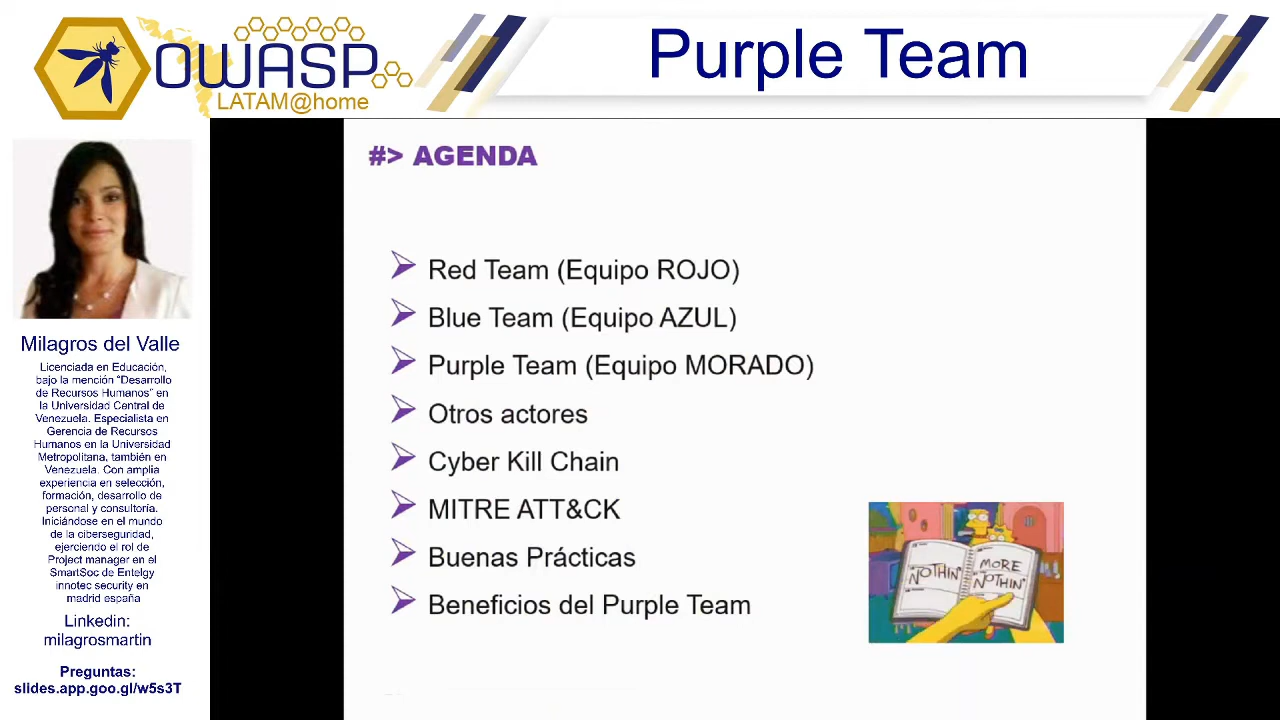 OWASP
LATAM@home
Purple Team
Milagros del Valle
Licenciada en Educación,
bajo la mención “Desarrollo
de Recursos Humanos” en
la Universidad Central de
Venezuela. Especialista en
Gerencia de Recursos
Humanos en la Universidad
Metropolitana, también en
Venezuela. Con amplia
experiencia en selección,
formación, desarrollo de
personal y consultoría.
Iniciándose en el mundo
de la ciberseguridad,
ejerciendo el rol de
Project manager en el
SmartSoc de Entelgy
innotec security en
madrid españa
Linkedin:
milagrosmartin
Preguntas:
slides.app.goo.gl/w5s3T
#> AGENDA
Red Team (Equipo ROJO)
Blue Team (Equipo AZUL)
Purple Team (Equipo MORADO)
Otros actores
Cyber Kill Chain
MITRE ATT&CK
Buenas Prácticas
Beneficios del Purple Team
"NOTHIN"
MORE
"NOTHIN"